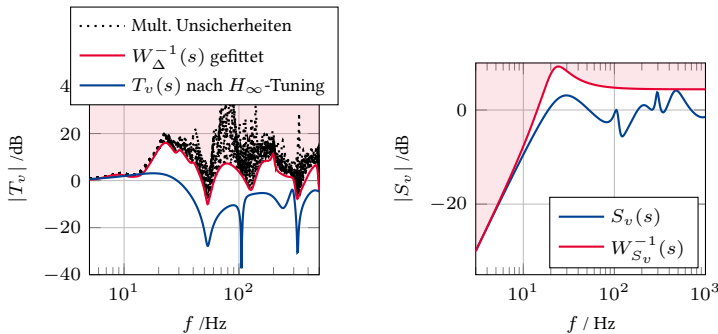 Mult. Unsicherheiten
W_Δ^{-1}(s) gefittet
T_v(s) nach H_∞-Tuning
4
20
0
−20
−40
10^1
10^2
f /Hz
|T_v| /dB
0
−20
10^1
10^2
10^3
f / Hz
|S_v| /dB
S_v(s)
W_{S_v}^{-1}(s)